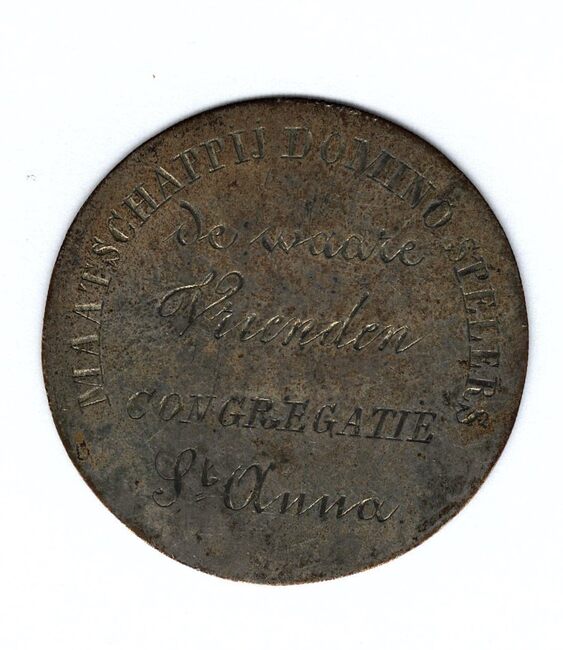 MAATSCHAPPIJ DOMINO SPELERS
de waare
Vrienden
CONGREGATIE
St Anna